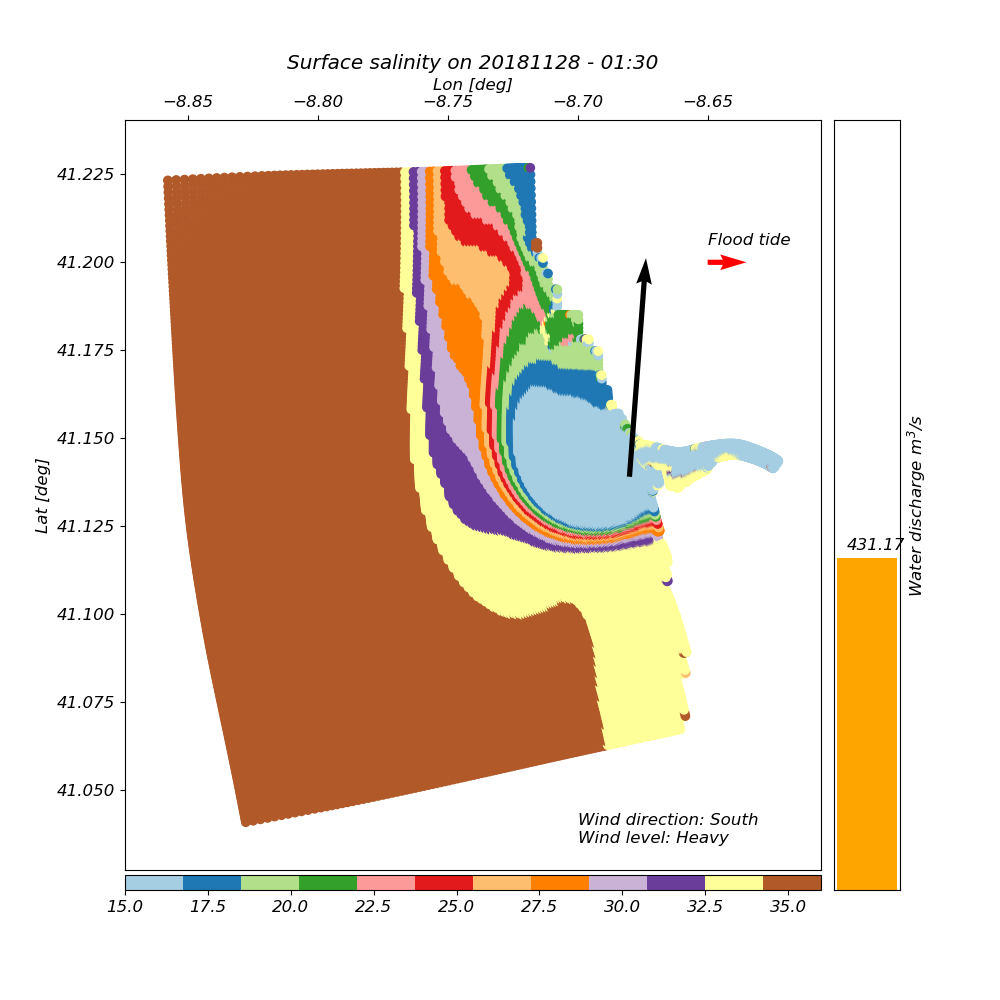 Surface salinity on 20181128 - 01:30
Lon [deg]
−8.85 −8.80 −8.75 −8.70 −8.65
41.225
41.200
41.175
41.150
41.125
41.100
41.075
41.050
Lat [deg]
Flood tide
Wind direction: South
Wind level: Heavy
15.0 17.5 20.0 22.5 25.0 27.5 30.0 32.5 35.0
431.17
Water discharge m³/s